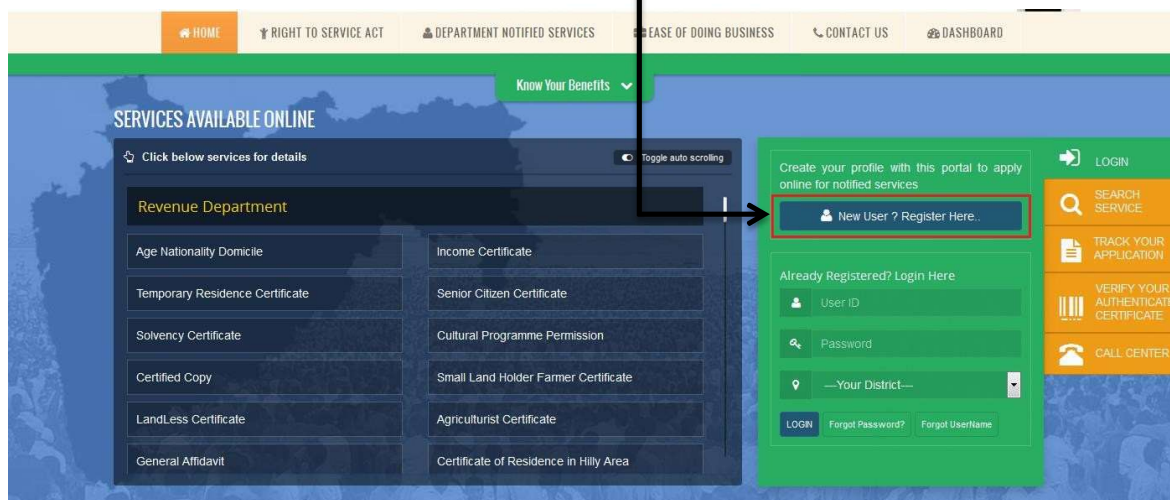 HOME
RIGHT TO SERVICE ACT
DEPARTMENT NOTIFIED SERVICES
EASE OF DOING BUSINESS
CONTACT US
DASHBOARD
Know Your Benefits
SERVICES AVAILABLE ONLINE
Click below services for details
Toggle auto scrolling
Revenue Department
Age Nationality Domicile
Income Certificate
Temporary Residence Certificate
Senior Citizen Certificate
Solvency Certificate
Cultural Programme Permission
Certified Copy
Small Land Holder Farmer Certificate
LandLess Certificate
Agriculturist Certificate
General Affidavit
Certificate of Residence in Hilly Area
Create your profile with this portal to apply
online for notified services
New User ? Register Here..
Already Registered? Login Here
User ID
Password
---Your District---
LOGIN
Forgot Password?
Forgot UserName
LOGIN
SEARCH
SERVICE
TRACK YOUR
APPLICATION
VERIFY YOUR
AUTHENTICAT
CERTIFICATE
CALL CENTER